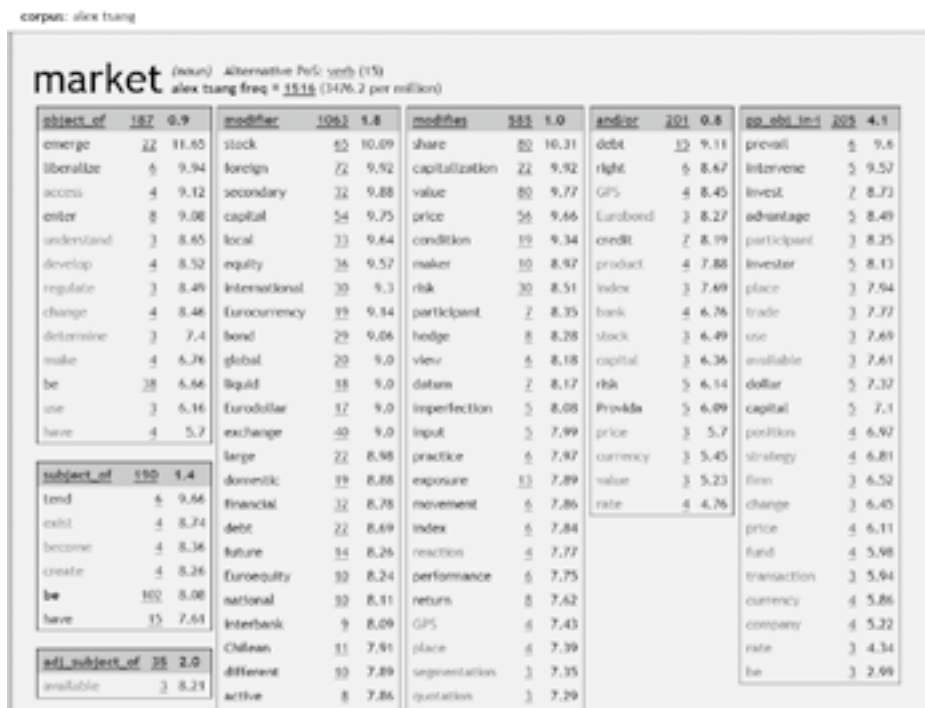 corpus: alex tsang
market (noun) Alternative PoS: verb (15)
alex tsang freq = 1516 (3476.2 per million)
object_of 187 0.9
emerge 22 11.65
liberalize 6 9.94
access 4 9.12
enter 8 9.08
understand 3 8.65
develop 4 8.52
regulate 3 8.49
change 4 8.46
determine 3 7.4
make 4 6.76
be 38 6.66
use 3 6.16
have 4 5.7
subject_of 190 1.4
tend 6 9.66
exist 4 8.74
become 4 8.36
create 4 8.26
be 102 8.08
have 15 7.61
adj_subject_of 35 2.0
available 3 8.21
modifier 1063 1.8
stock 65 10.09
foreign 72 9.92
secondary 32 9.88
capital 54 9.75
local 33 9.64
equity 36 9.57
international 30 9.3
Eurocurrency 19 9.14
bond 29 9.06
global 20 9.0
liquid 18 9.0
Eurodollar 17 9.0
exchange 40 9.0
large 22 8.98
domestic 19 8.88
financial 32 8.78
debt 22 8.69
future 14 8.26
Euroequity 10 8.24
national 10 8.11
interbank 9 8.09
Chilean 11 7.91
different 10 7.89
active 8 7.86
modifies 585 1.0
share 80 10.31
capitalization 22 9.92
value 80 9.77
price 56 9.66
condition 19 9.34
maker 10 8.97
risk 30 8.51
participant 7 8.35
hedge 8 8.28
view 6 8.18
datum 7 8.17
imperfection 5 8.08
input 5 7.99
practice 6 7.97
exposure 13 7.89
movement 6 7.86
index 6 7.84
reaction 4 7.77
performance 6 7.75
return 8 7.62
GPS 4 7.43
place 4 7.39
segmentation 3 7.35
quotation 3 7.29
and/or 201 0.8
debt 15 9.11
right 6 8.67
GPS 4 8.45
Eurobond 3 8.27
credit 7 8.19
product 4 7.88
index 3 7.69
bank 4 6.76
stock 3 6.49
capital 3 6.36
risk 5 6.14
Provida 5 6.09
price 3 5.7
currency 3 5.45
value 3 5.23
rate 4 4.76
pp_obj_in-i 205 4.1
prevail 6 9.6
intervene 5 9.57
invest 7 8.73
advantage 5 8.49
participant 3 8.25
investor 5 8.13
place 3 7.94
trade 3 7.77
use 3 7.69
available 3 7.61
dollar 5 7.37
capital 5 7.1
position 4 6.97
strategy 4 6.81
firm 3 6.52
change 3 6.45
price 4 6.11
fund 4 5.98
transaction 3 5.94
currency 4 5.86
company 4 5.22
rate 3 4.34
be 3 2.99